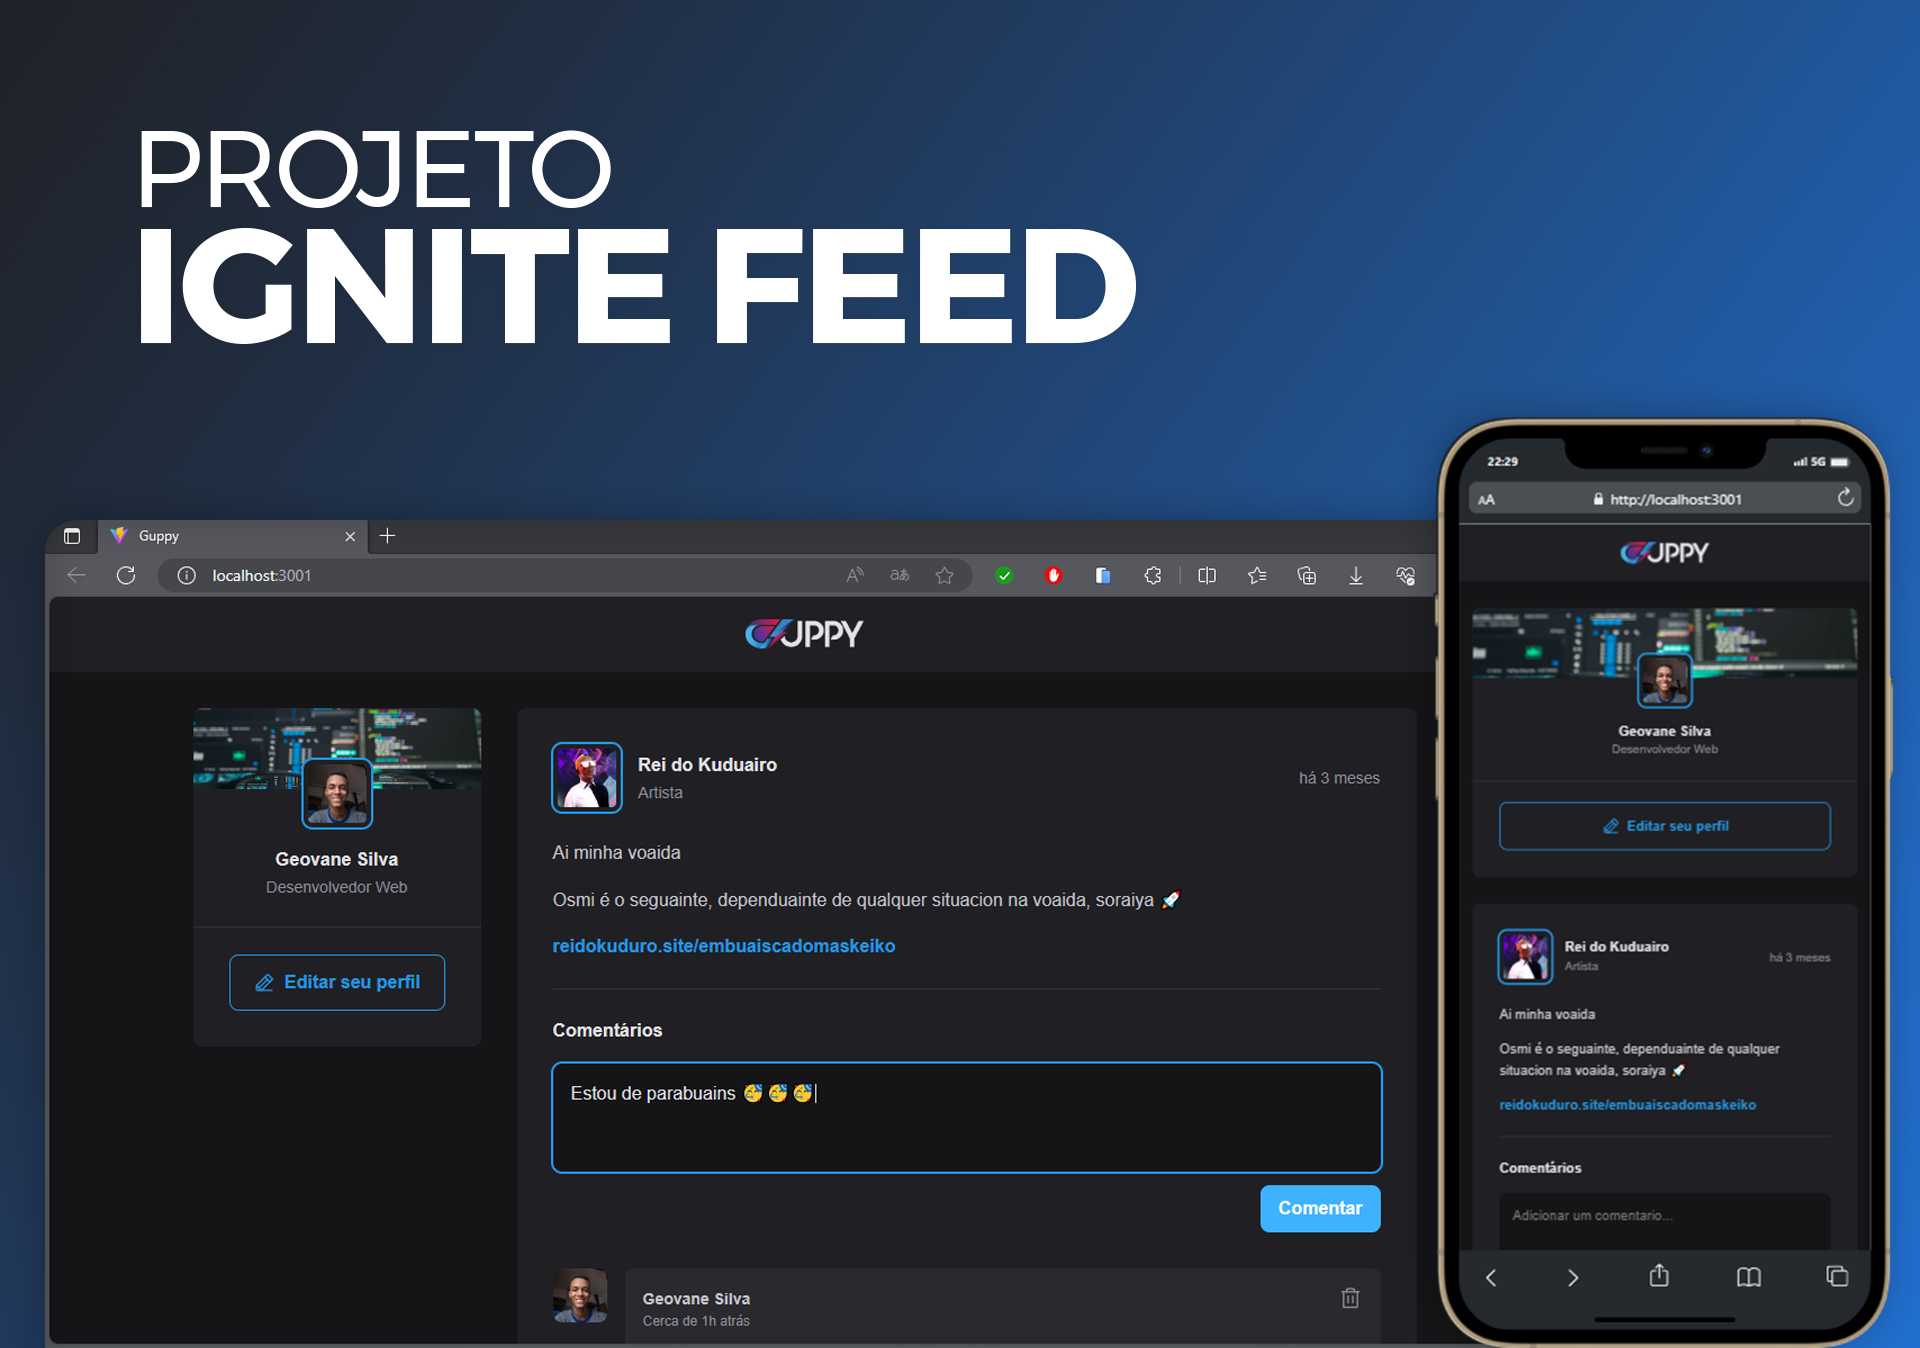 PROJETO
IGNITE FEED
Guppy
localhost:3001
GUPPY
Geovane Silva
Desenvolvedor Web
Editar seu perfil
Rei do Kuduairo
Artista
há 3 meses
Ai minha voaida
Osmi é o seguainte, dependuainte de qualquer situacion na voaida, soraiya 🚀
reidokuduro.site/embuaiscadomaskeiko
Comentários
Estou de parabuains 🥳 🥳 🥳
Comentar
Geovane Silva
Cerca de 1h atrás
22:29
5G
AA
http://localhost:3001
GUPPY
Geovane Silva
Desenvolvedor Web
Editar seu perfil
Rei do Kuduairo
Artista
há 3 meses
Ai minha voaida
Osmi é o seguainte, dependuainte de qualquer
situacion na voaida, soraiya 🚀
reidokuduro.site/embuaiscadomaskeiko
Comentários
Adicionar um comentario...